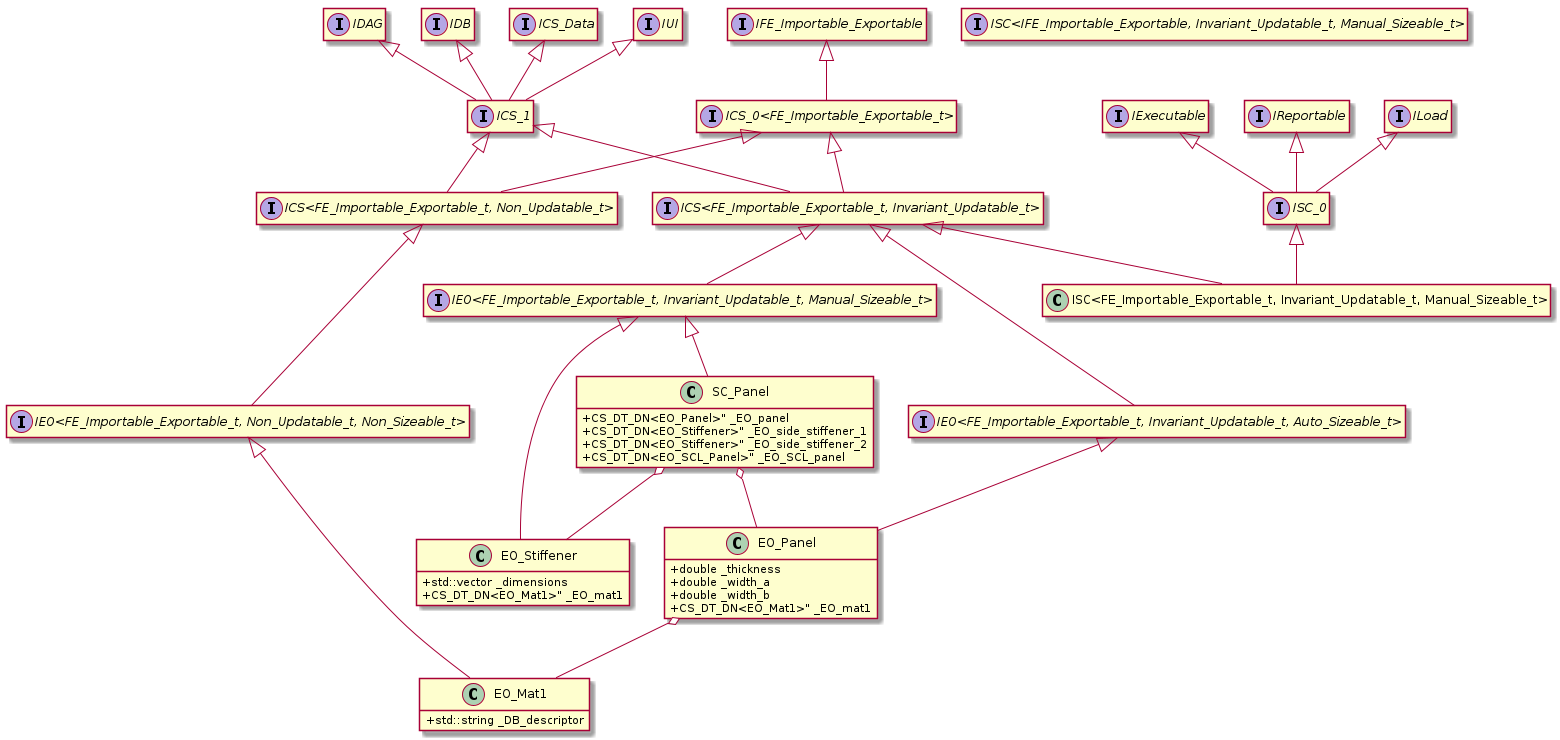 I IDAG
I IDB
I ICS_Data
I IUI
I IFE_Importable_Exportable
I ISC<IFE_Importable_Exportable, Invariant_Updatable_t, Manual_Sizeable_t>
I ICS_1
I ICS_0<FE_Importable_Exportable_t>
I IExecutable
I IReportable
I ILoad
I ICS<FE_Importable_Exportable_t, Non_Updatable_t>
I ICS<FE_Importable_Exportable_t, Invariant_Updatable_t>
I ISC_0
I IEO<FE_Importable_Exportable_t, Invariant_Updatable_t, Manual_Sizeable_t>
C ISC<FE_Importable_Exportable_t, Invariant_Updatable_t, Manual_Sizeable_t>
I IEO<FE_Importable_Exportable_t, Non_Updatable_t, Non_Sizeable_t>
C SC_Panel
+CS_DT_DN<EO_Panel>" _EO_panel
+CS_DT_DN<EO_Stiffener>" _EO_side_stiffener_1
+CS_DT_DN<EO_Stiffener>" _EO_side_stiffener_2
+CS_DT_DN<EO_SCL_Panel>" _EO_SCL_panel
I IEO<FE_Importable_Exportable_t, Invariant_Updatable_t, Auto_Sizeable_t>
C EO_Stiffener
+std::vector _dimensions
+CS_DT_DN<EO_Mat1>" _EO_mat1
C EO_Panel
+double _thickness
+double _width_a
+double _width_b
+CS_DT_DN<EO_Mat1>" _EO_mat1
C EO_Mat1
+std::string _DB_descriptor